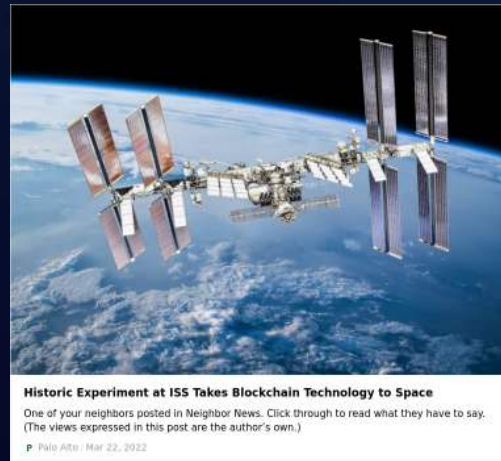 Historic Experiment at ISS Takes Blockchain Technology to Space
One of your neighbors posted in Neighbor News. Click through to read what they have to say.
(The views expressed in this post are the author's own.)
P Palo Alto | Mar 22, 2022